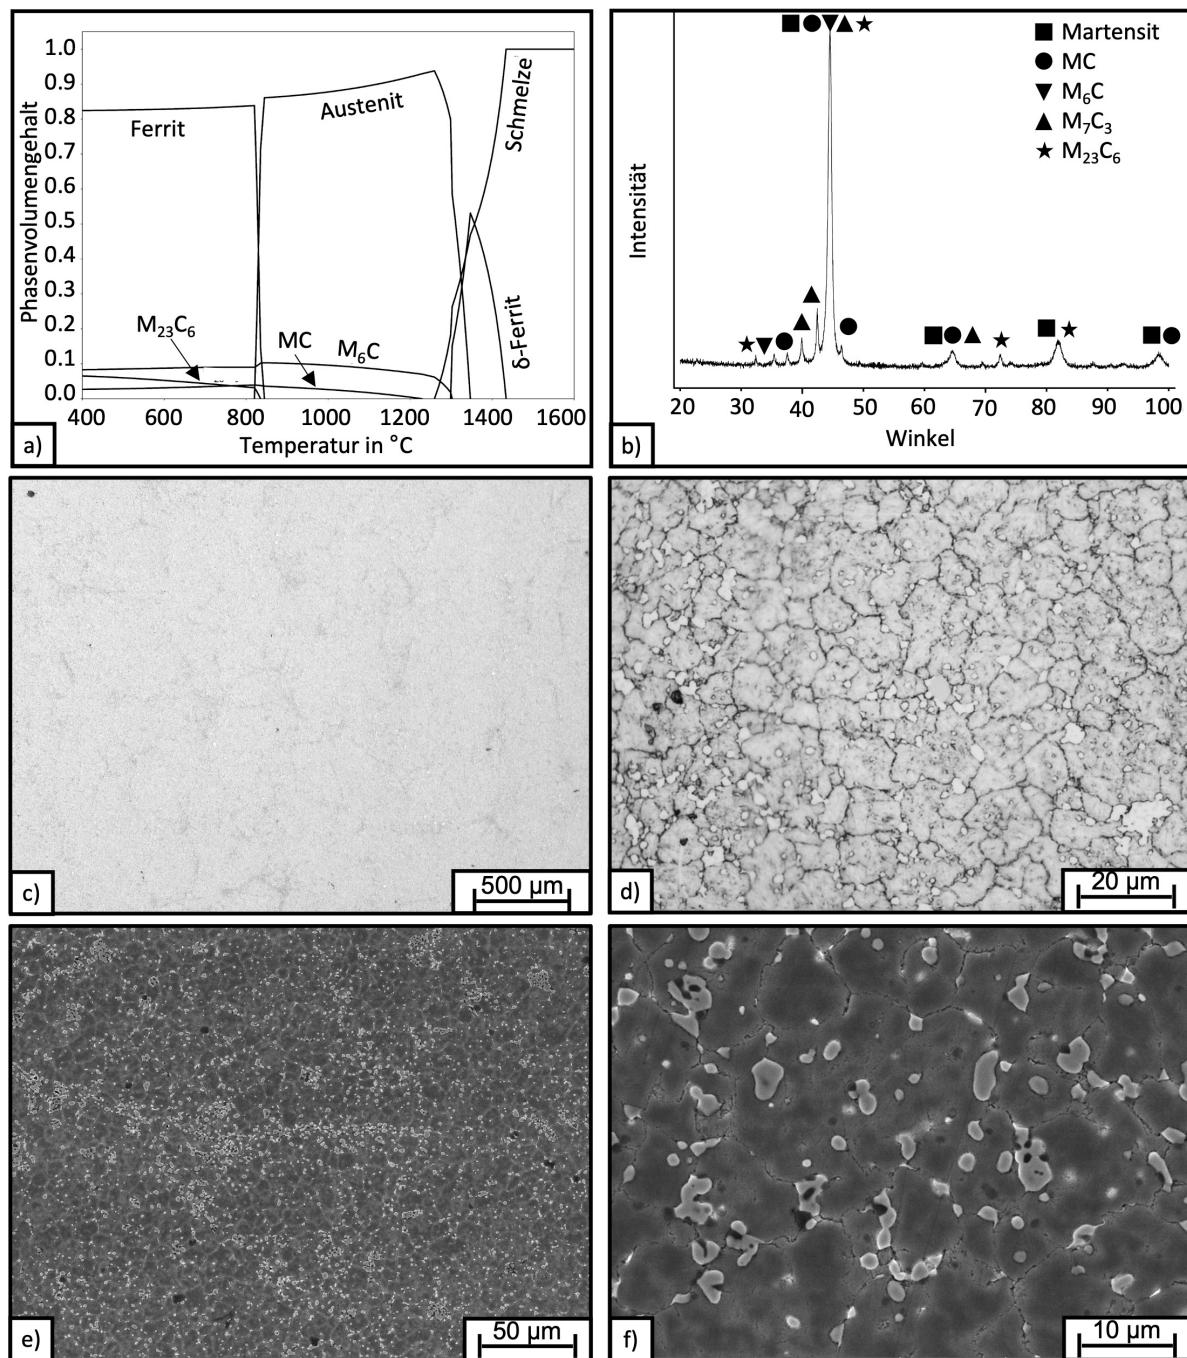 1.0
0.9
0.8
0.7
0.6
0.5
0.4
0.3
0.2
0.1
0.0
Phasenvolumengehalt
Ferrit
Austenit
Schmelze
δ-Ferrit
M₂₃C₆
MC
M₆C
400 600 800 1000 1200 1400 1600
Temperatur in °C
a)
Intensität
Martensit
MC
M₆C
M₇C₃
M₂₃C₆
20 30 40 50 60 70 80 90 100
Winkel
b)
c)
500 µm
d)
20 µm
e)
50 µm
f)
10 µm